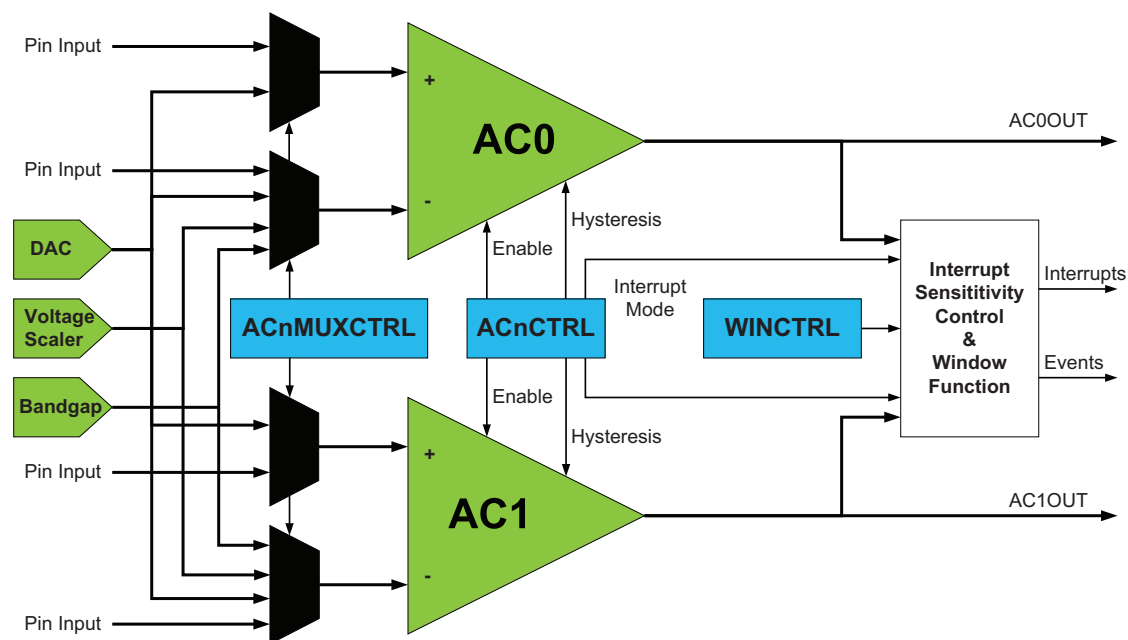 Pin Input
+
AC0
-
AC0OUT
Pin Input
DAC
Hysteresis
Enable
Interrupt
Mode
Interrupt
Sensititivity
Control
&
Window
Function
Interrupts
Events
Voltage
Scaler
ACnMUXCTRL
ACnCTRL
WINCTRL
Bandgap
Enable
Hysteresis
Pin Input
+
AC1
-
AC1OUT
Pin Input